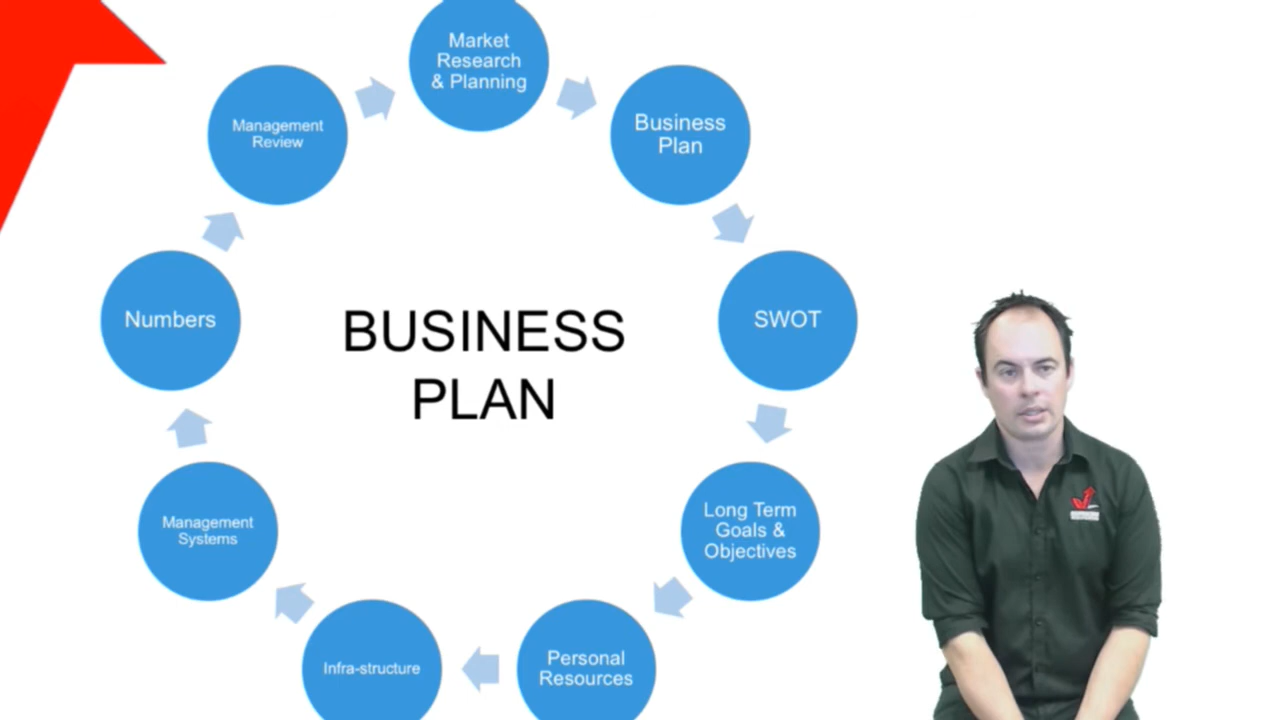 Market
Research
& Planning
Business
Plan
SWOT
Long Term
Goals &
Objectives
Personal
Resources
Infra-structure
Management
Systems
Numbers
Management
Review
BUSINESS
PLAN